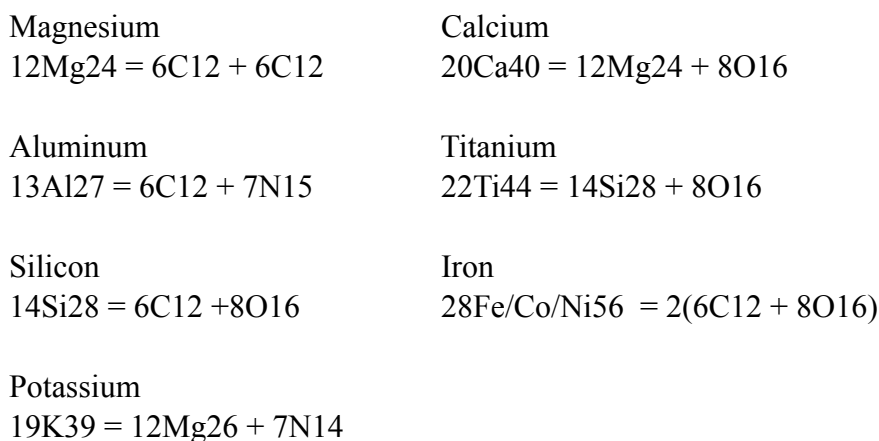 Magnesium
12Mg24 = 6C12 + 6C12
Aluminum
13Al27 = 6C12 + 7N15
Silicon
14Si28 = 6C12 +8O16
Potassium
19K39 = 12Mg26 + 7N14
Calcium
20Ca40 = 12Mg24 + 8O16
Titanium
22Ti44 = 14Si28 + 8O16
Iron
28Fe/Co/Ni56 = 2(6C12 + 8O16)